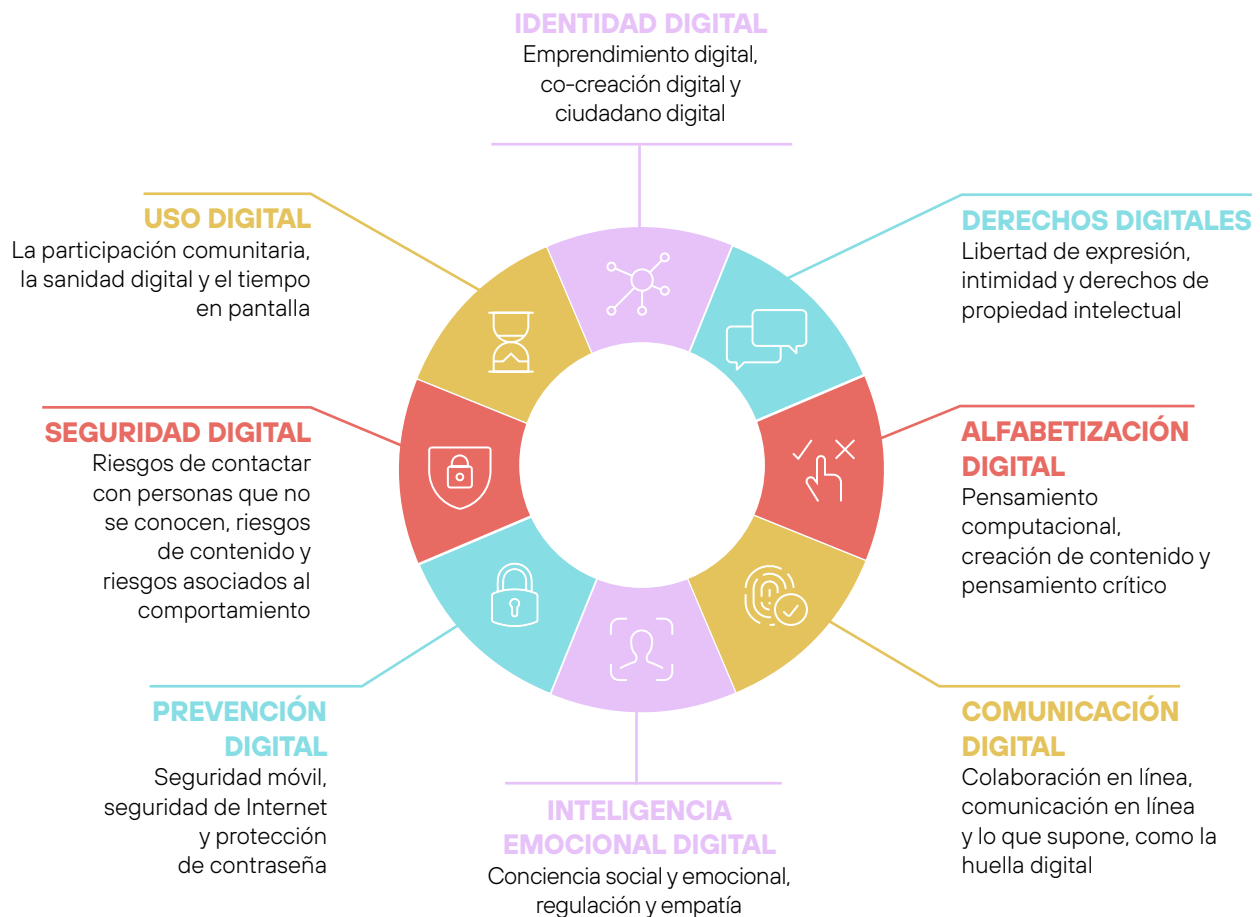 IDENTIDAD DIGITAL
Emprendimiento digital,
co-creación digital y
ciudadano digital
USO DIGITAL
La participación comunitaria,
la sanidad digital y el tiempo
en pantalla
DERECHOS DIGITALES
Libertad de expresión,
intimidad y derechos de
propiedad intelectual
SEGURIDAD DIGITAL
Riesgos de contactar
con personas que no
se conocen, riesgos
de contenido y
riesgos asociados al
comportamiento
ALFABETIZACIÓN
DIGITAL
Pensamiento
computacional,
creación de contenido y
pensamiento crítico
PREVENCIÓN
DIGITAL
Seguridad móvil,
seguridad de Internet
y protección
de contraseña
COMUNICACIÓN
DIGITAL
Colaboración en línea,
comunicación en línea
y lo que supone, como la
huella digital
INTELIGENCIA
EMOCIONAL DIGITAL
Conciencia social y emocional,
regulación y empatía